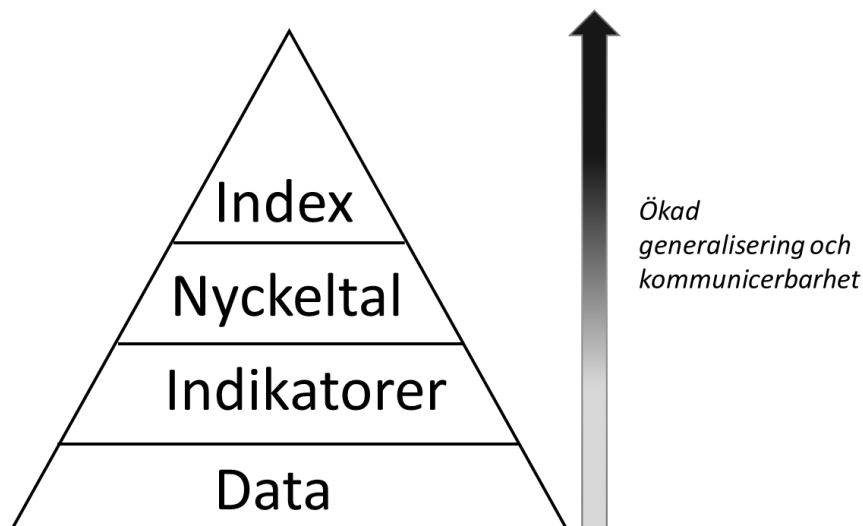 Index
Nyckeltal
Indikatorer
Data
Ökad
generalisering och
kommunicerbarhet